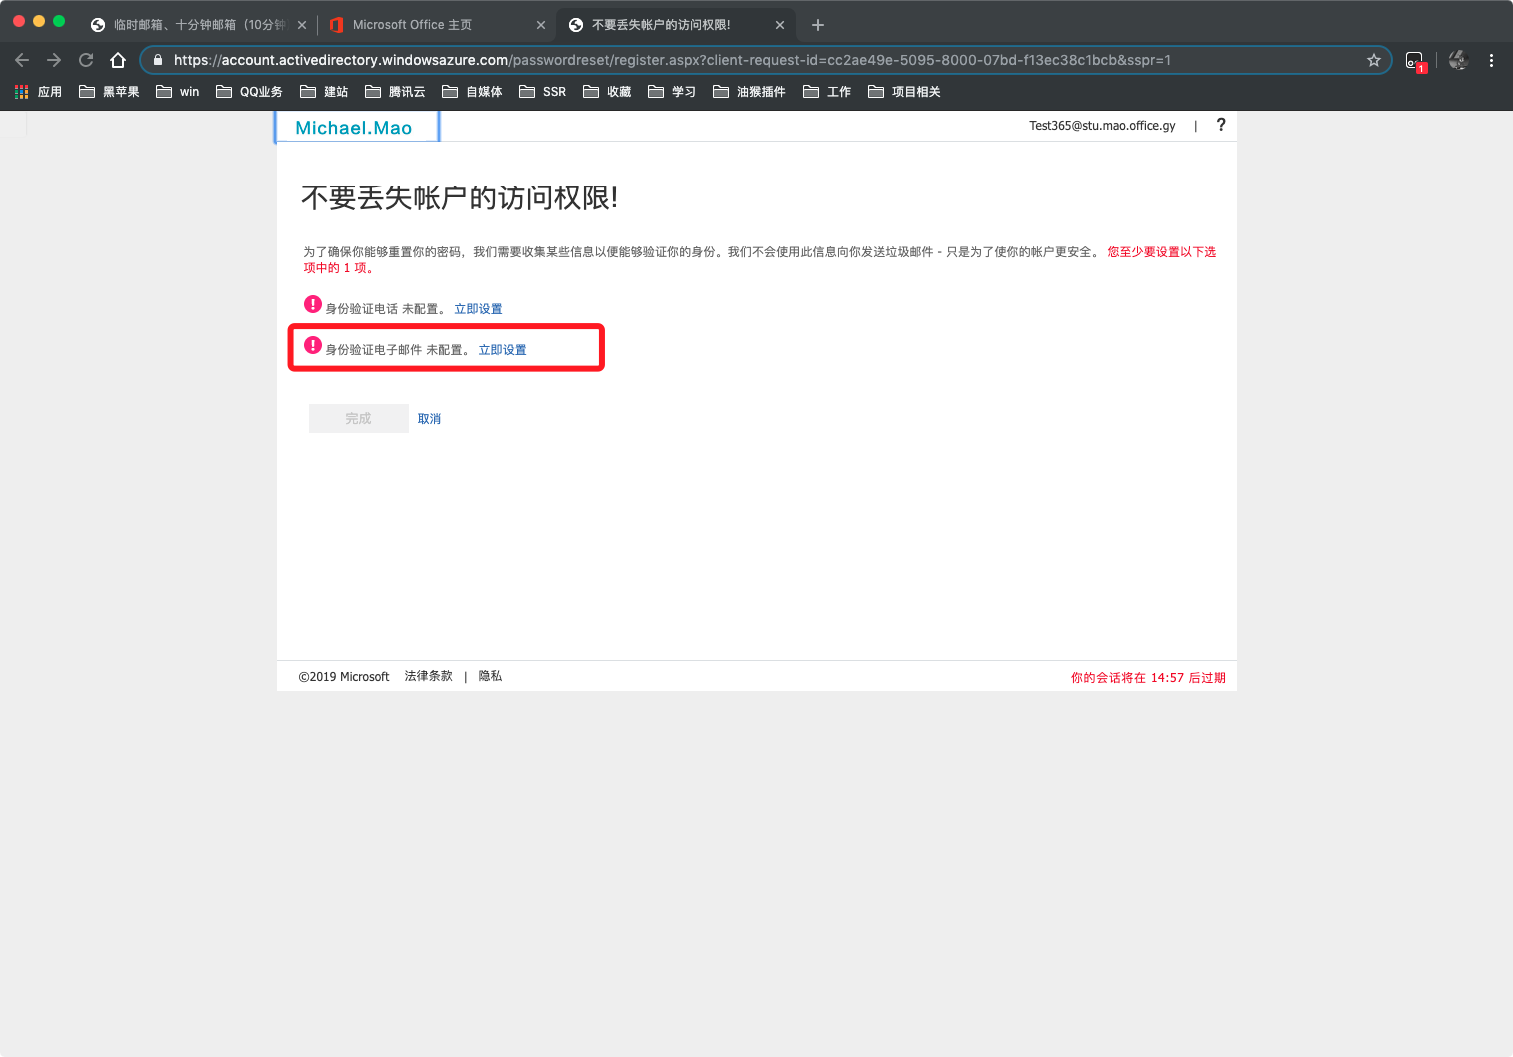 临时邮箱、十分钟邮箱（10分钟
Microsoft Office 主页
不要丢失帐户的访问权限!
https://account.activedirectory.windowsazure.com/passwordreset/register.aspx?client-request-id=cc2ae49e-5095-8000-07bd-f13ec38c1bcb&sspr=1
1
应用 黑苹果 win QQ业务 建站 腾讯云 自媒体 SSR 收藏 学习 油猴插件 工作 项目相关
Michael.Mao
Test365@stu.mao.office.gy | ?
不要丢失帐户的访问权限!
为了确保你能够重置你的密码，我们需要收集某些信息以便能够验证你的身份。我们不会使用此信息向你发送垃圾邮件 - 只是为了使你的帐户更安全。 您至少要设置以下选
项中的 1 项。
身份验证电话 未配置。 立即设置
身份验证电子邮件 未配置。 立即设置
完成 取消
©2019 Microsoft 法律条款 | 隐私
你的会话将在 14:57 后过期